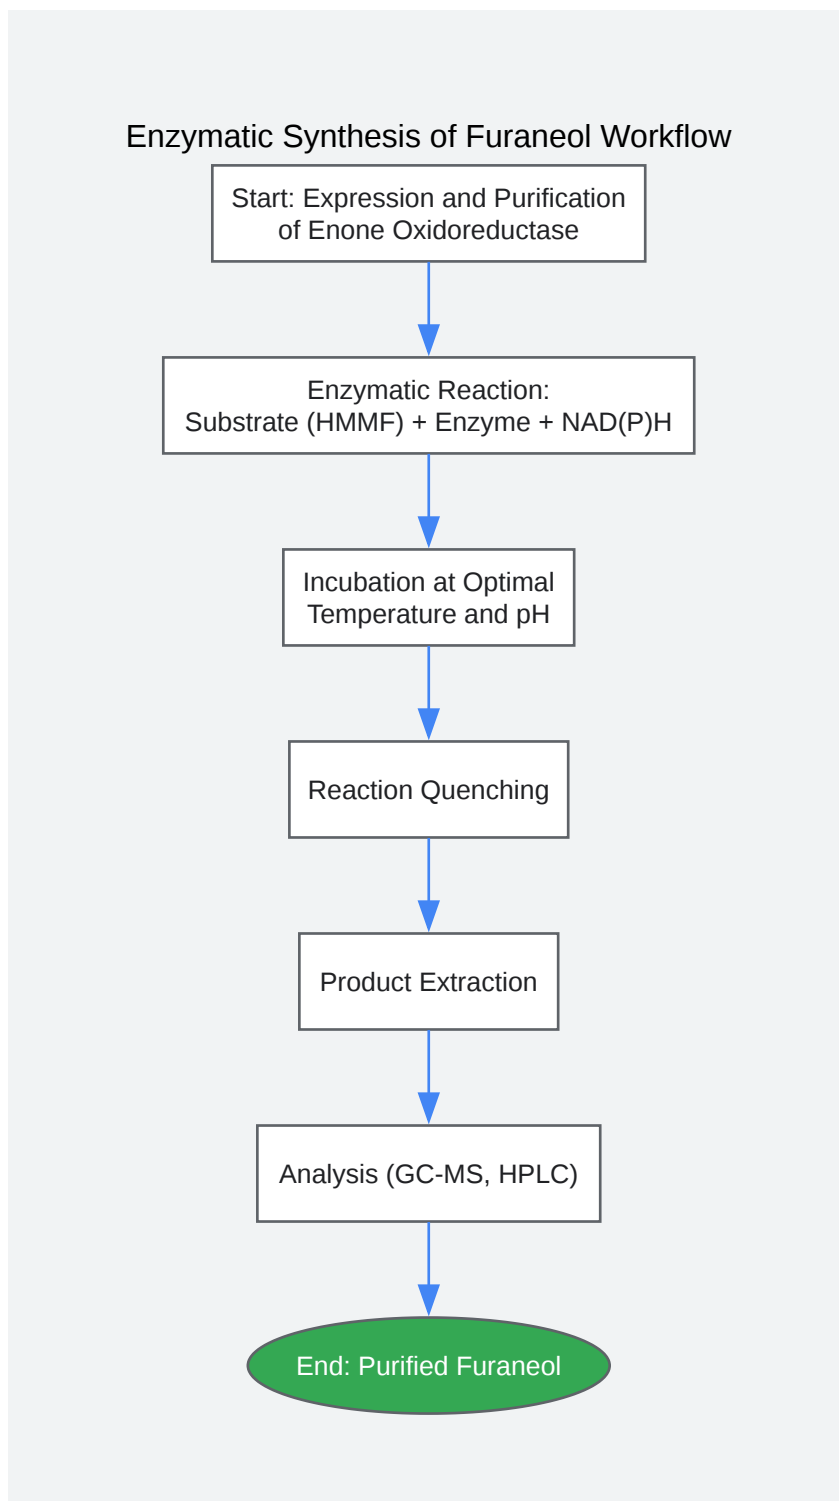 Enzymatic Synthesis of Furaneol Workflow
Start: Expression and Purification
of Enone Oxidoreductase
Enzymatic Reaction:
Substrate (HMMF) + Enzyme + NAD(P)H
Incubation at Optimal
Temperature and pH
Reaction Quenching
Product Extraction
Analysis (GC-MS, HPLC)
End: Purified Furaneol